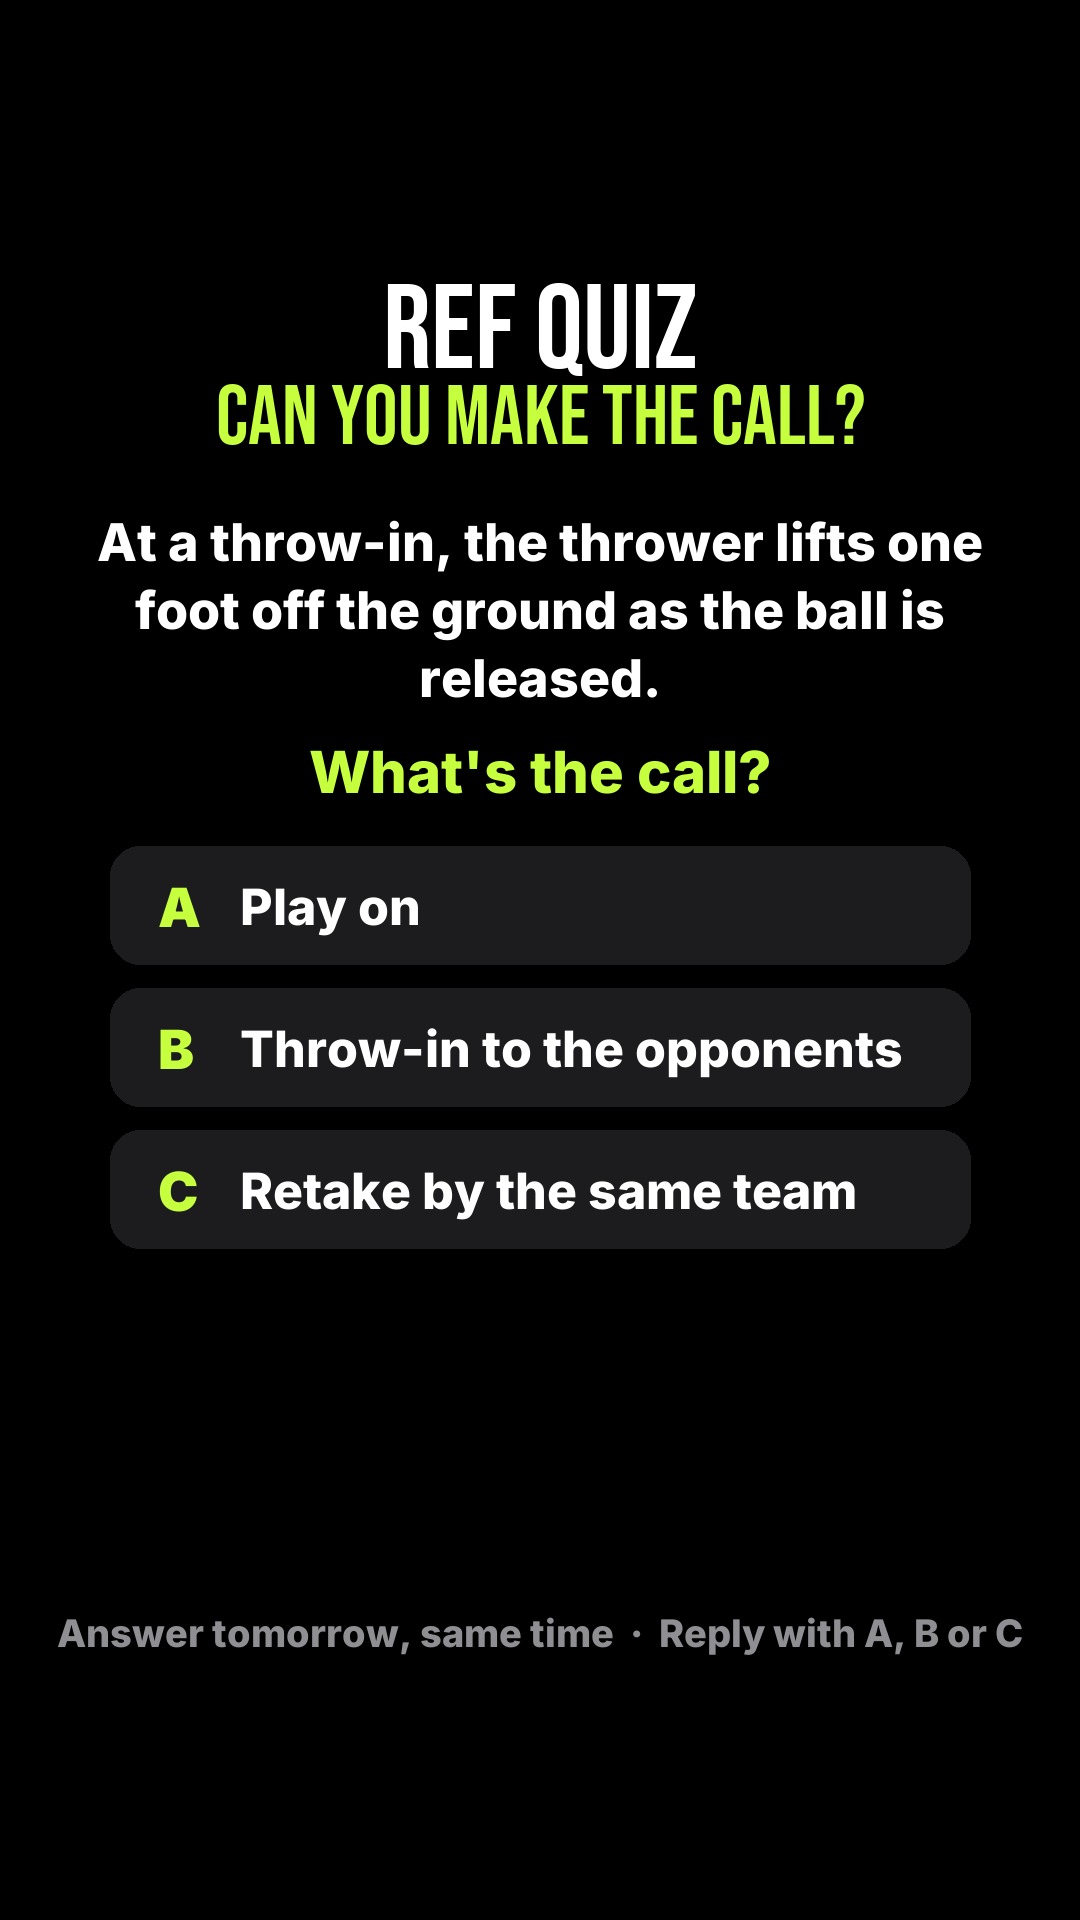 REF QUIZ
CAN YOU MAKE THE CALL?
At a throw-in, the thrower lifts one
foot off the ground as the ball is
released.
What's the call?
A Play on
B Throw-in to the opponents
C Retake by the same team
Answer tomorrow, same time · Reply with A, B or C